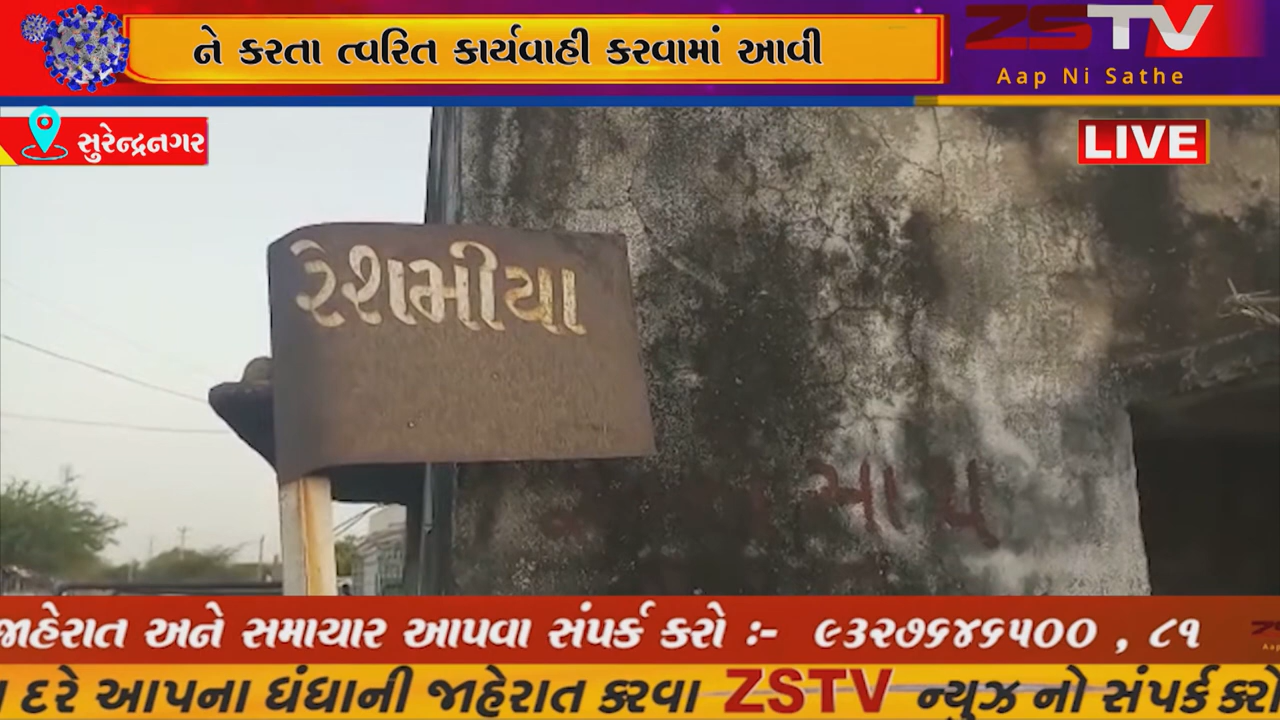 ને કરતા ત્વરિત કાર્યવાહી કરવામાં આવી
ZSTV
Aap Ni Sathe
સુરેન્દ્રનગર
LIVE
રેશમીયા
જાહેરાત અને સમાચાર આપવા સંપર્ક કરો :- ૯૩૨૭૬૪૬૫૦૦ , ૮૧
દરે આપના ધંધાની જાહેરાત કરવા ZSTV ન્યુઝ નો સંપર્ક કરો